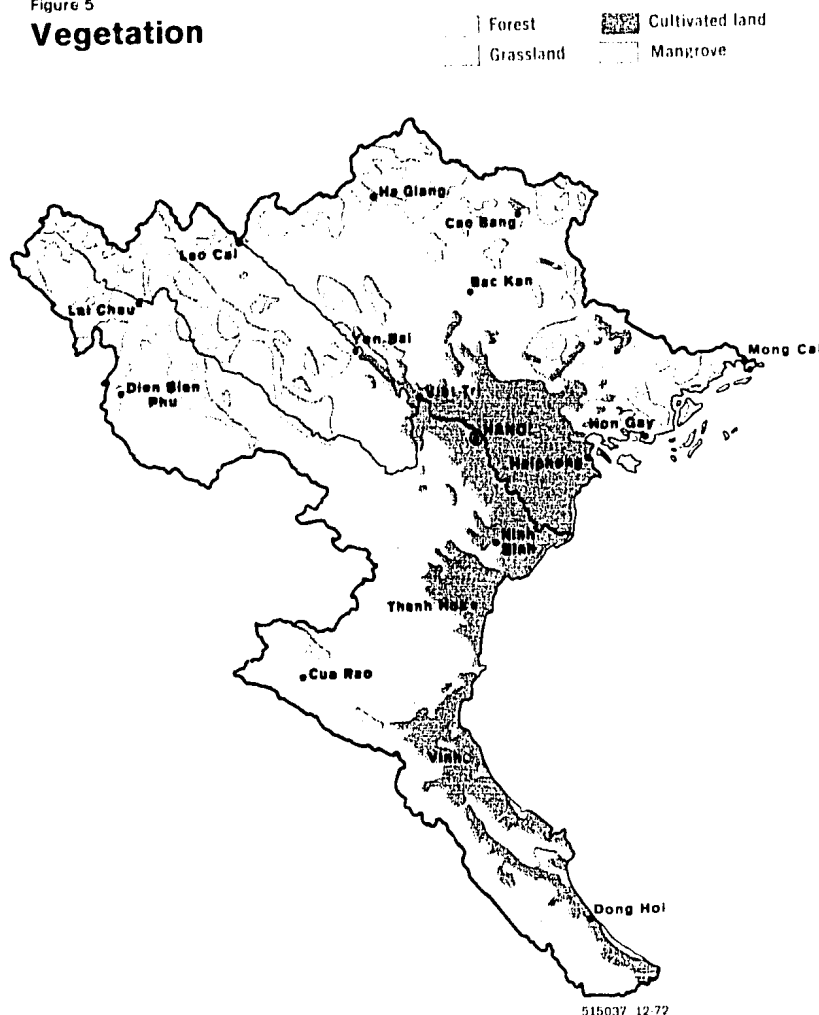 Figure 5
Vegetation
Forest
Grassland
Cultivated land
Mangrove
Ha Giang
Cao Bang
Lao Cai
Bac Kan
Lai Chau
Yen Bai
Mong Cai
Dien Bien
Phu
Viet Tri
HANOI
Hon Gay
Haiphong
Ninh
Binh
Thanh Hoa
Cua Rao
Vinh
Dong Hoi
515037 12-72